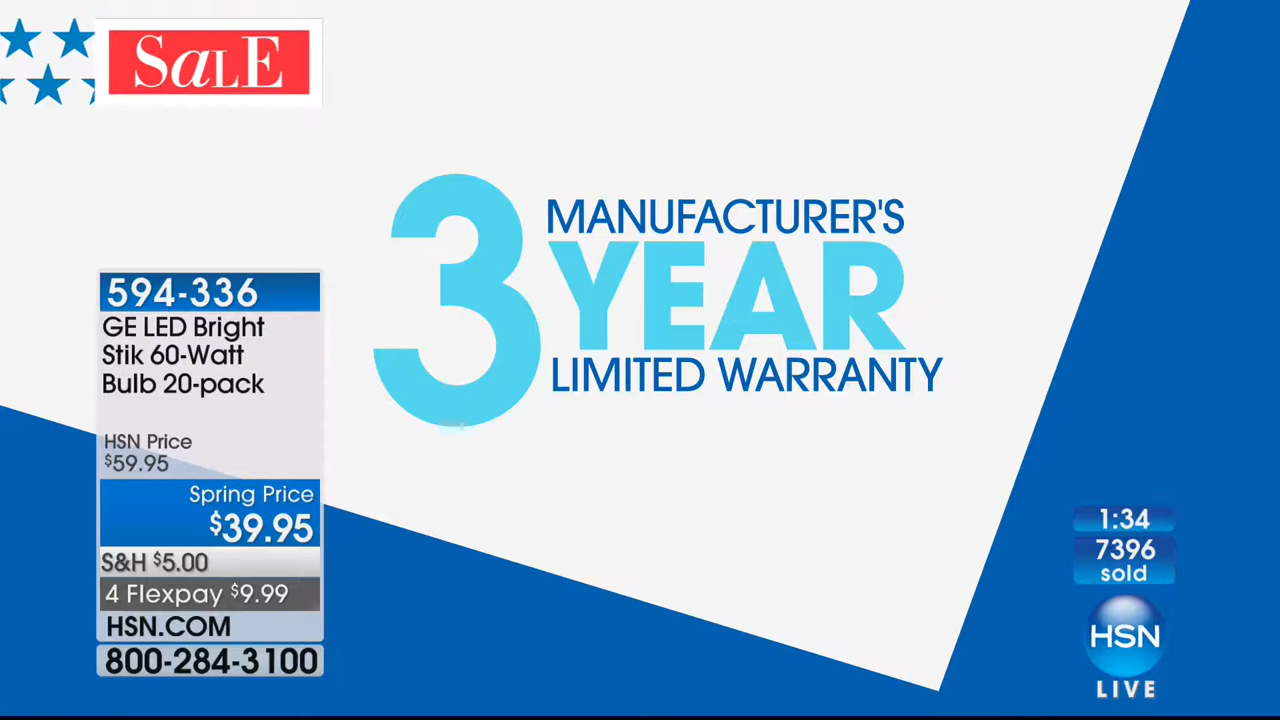 SaLE
3
MANUFACTURER'S
YEAR
LIMITED WARRANTY
594-336
GE LED Bright
Stik 60-Watt
Bulb 20-pack
HSN Price
$59.95
Spring Price
$39.95
S&H $5.00
4 Flexpay $9.99
HSN.COM
800-284-3100
1:34
7396
sold
HSN
LIVE